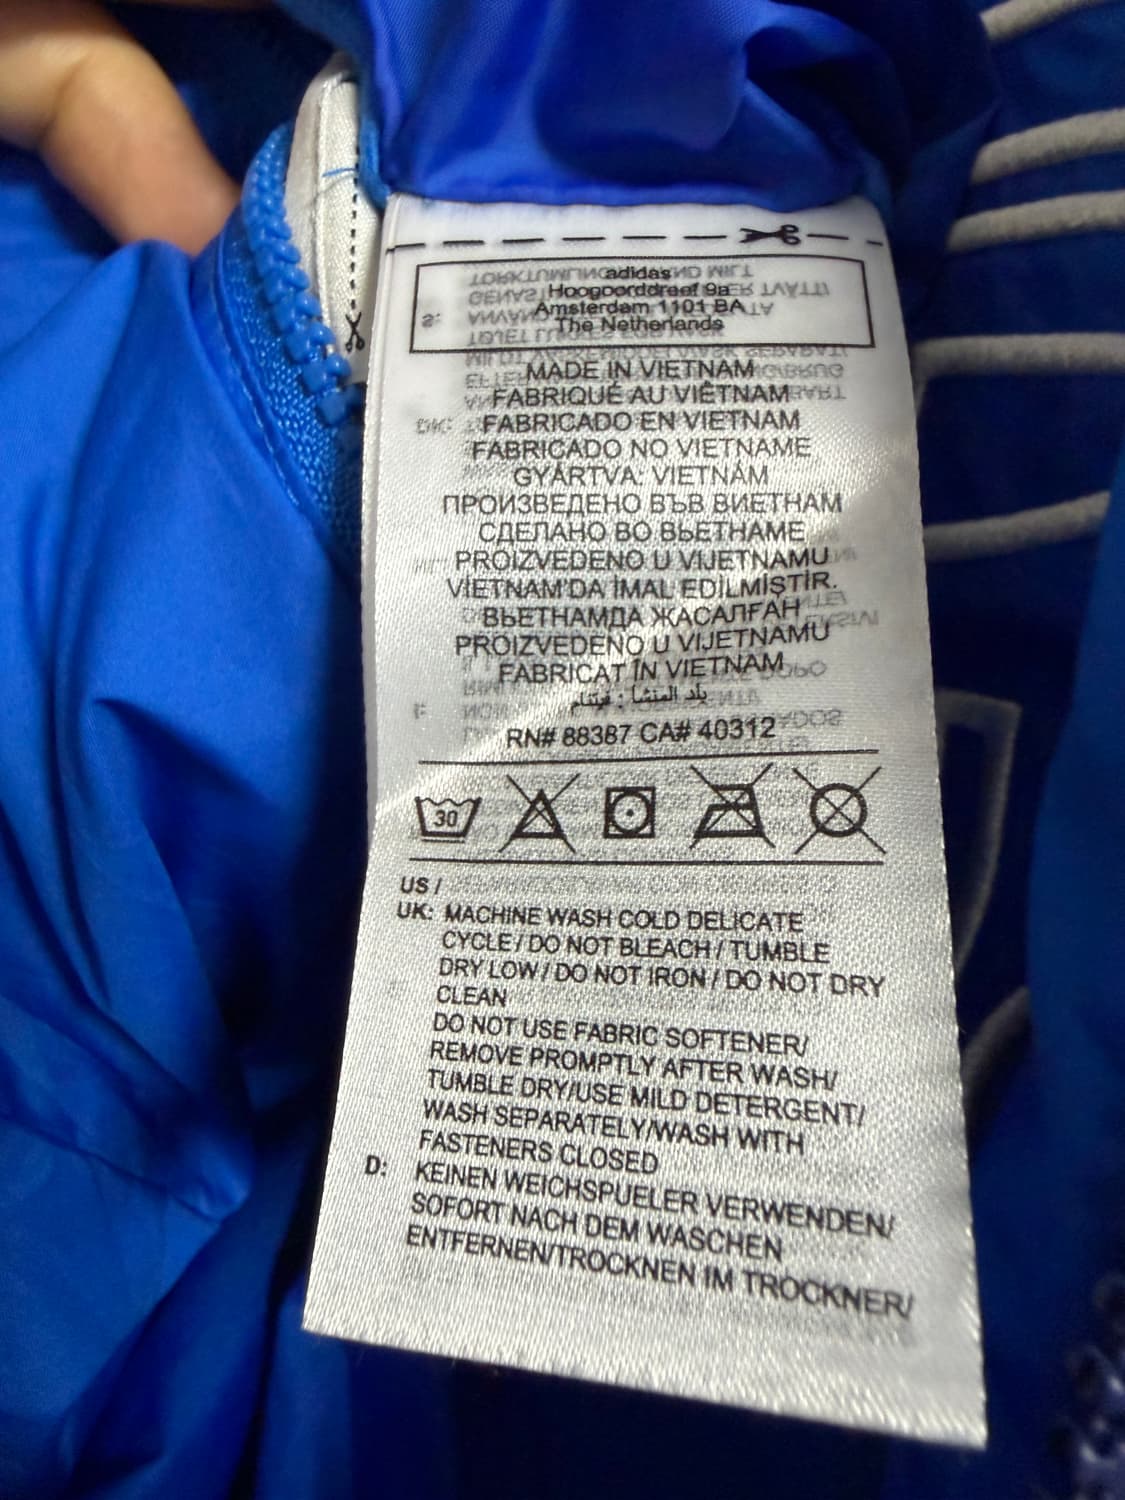 adidas
Hoogoorddreef 9a
Amsterdam 1101 BA
The Netherlands
MADE IN VIETNAM
FABRIQUÉ AU VIÊTNAM
FABRICADO EN VIETNAM
FABRICADO NO VIETNAME
GYÁRTVA: VIETNÁM
ПРОИЗВЕДЕНО ВЪВ ВИЕТНАМ
СДЕЛАНО ВО ВЬЕТНАМЕ
PROIZVEDENO U VIJETNAMU
VİETNAM'DA İMAL EDİLMİŞTİR.
ВЬЕТНАМДА ЖАСАЛҒАН
PROIZVEDENO U VIJETNAMU
FABRICAT ÎN VIETNAM
بلد المنشأ : فيتنام
RN# 88387 CA# 40312
30
US /
UK: MACHINE WASH COLD DELICATE
CYCLE / DO NOT BLEACH / TUMBLE
DRY LOW / DO NOT IRON / DO NOT DRY
CLEAN
DO NOT USE FABRIC SOFTENER/
REMOVE PROMPTLY AFTER WASH/
TUMBLE DRY/USE MILD DETERGENT/
WASH SEPARATELY/WASH WITH
FASTENERS CLOSED
D: KEINEN WEICHSPUELER VERWENDEN/
SOFORT NACH DEM WASCHEN
ENTFERNEN/TROCKNEN IM TROCKNER/